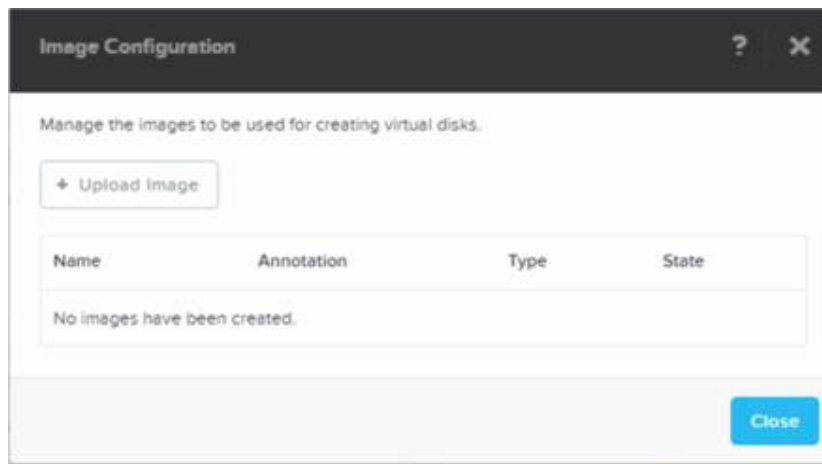 Image Configuration
? ×
Manage the images to be used for creating virtual disks.
+ Upload Image
Name Annotation Type State
No images have been created.
Close